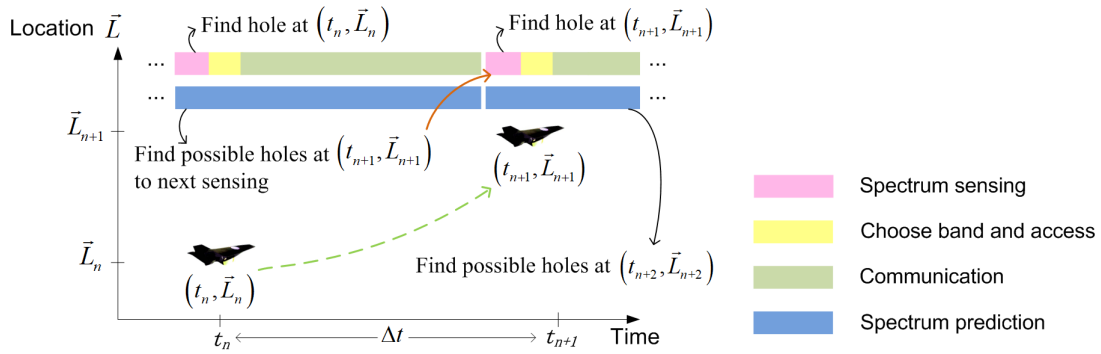 Location $\vec{L}$
Find hole at $(t_n, \vec{L}_n)$
Find hole at $(t_{n+1}, \vec{L}_{n+1})$
... ... 
... ...
$\vec{L}_{n+1}$
Find possible holes at $(t_{n+1}, \vec{L}_{n+1})$
to next sensing
$(t_{n+1}, \vec{L}_{n+1})$
Spectrum sensing
Choose band and access
$\vec{L}_n$
$(t_n, \vec{L}_n)$
Find possible holes at $(t_{n+2}, \vec{L}_{n+2})$
Communication
Spectrum prediction
$t_n$ $\Delta t$ $t_{n+1}$ Time